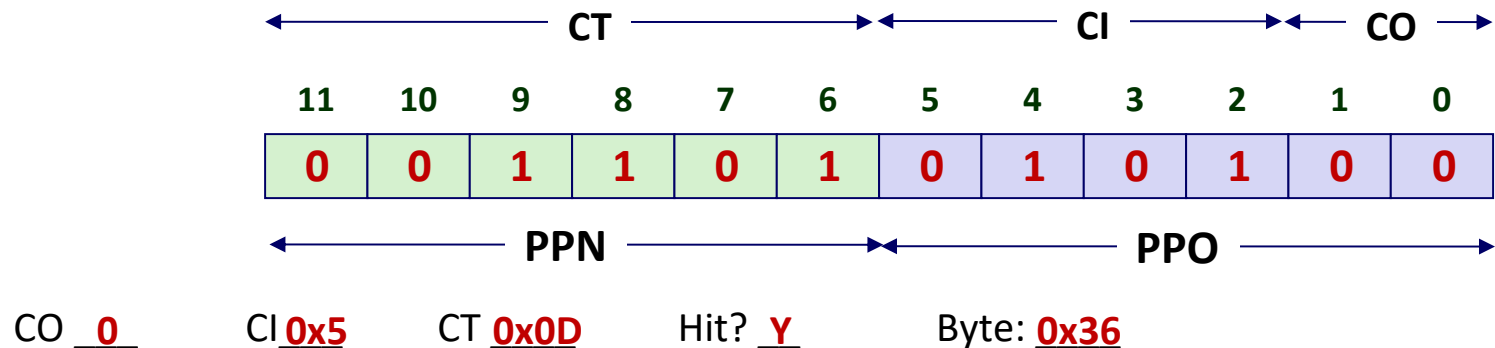 CT CI CO
11 10 9 8 7 6 5 4 3 2 1 0
0 0 1 1 0 1 0 1 0 1 0 0
PPN PPO
CO 0 CI 0x5 CT 0x0D Hit? Y Byte: 0x36